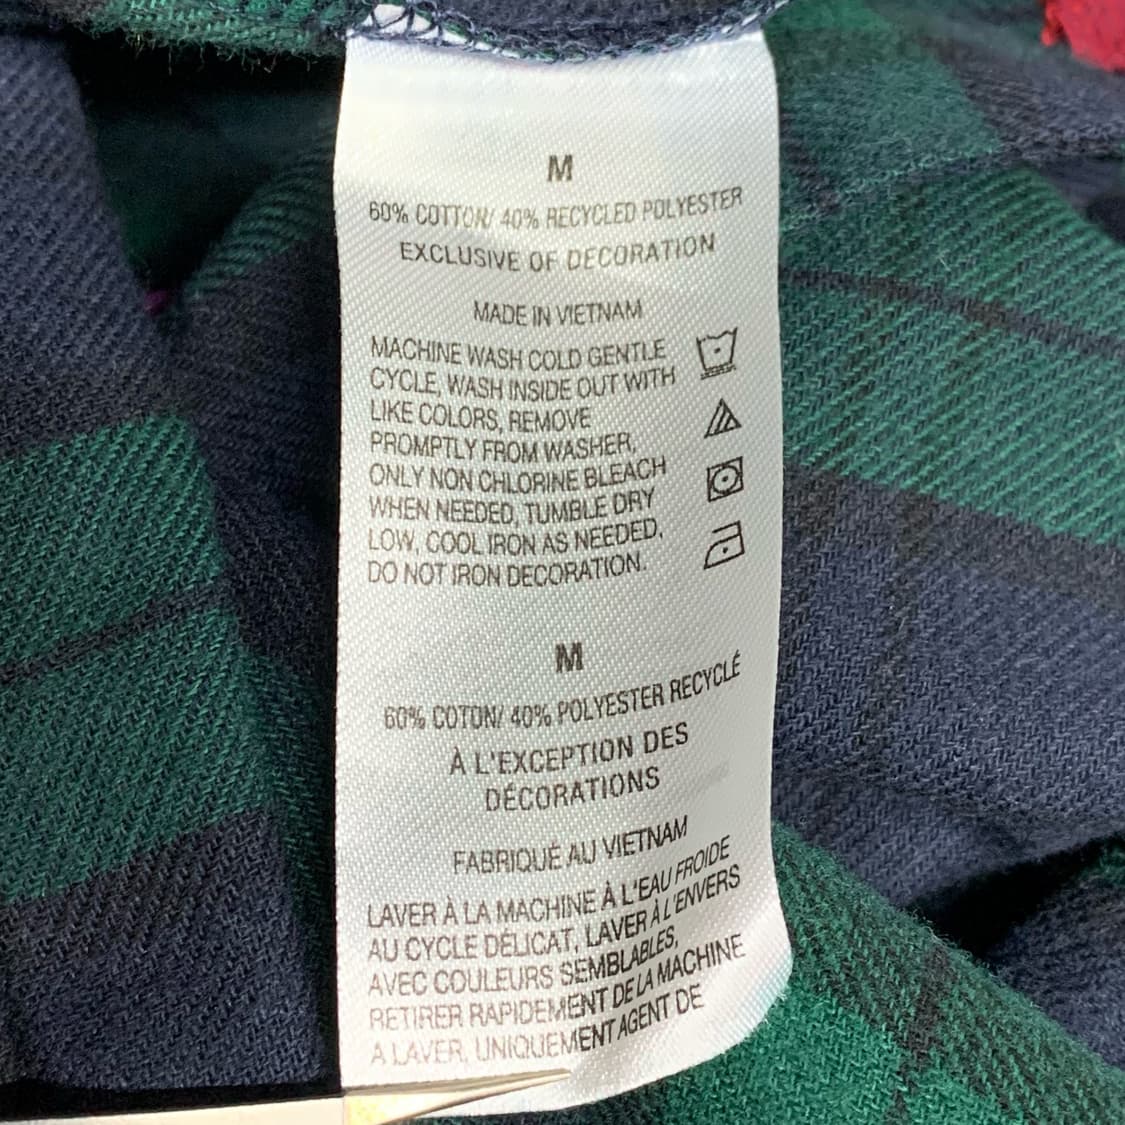 M
60% COTTON/ 40% RECYCLED POLYESTER
EXCLUSIVE OF DECORATION
MADE IN VIETNAM
MACHINE WASH COLD GENTLE
CYCLE, WASH INSIDE OUT WITH
LIKE COLORS, REMOVE
PROMPTLY FROM WASHER,
ONLY NON CHLORINE BLEACH
WHEN NEEDED, TUMBLE DRY
LOW, COOL IRON AS NEEDED,
DO NOT IRON DECORATION.
M
60% COTON/ 40% POLYESTER RECYCLÉ
À L'EXCEPTION DES
DÉCORATIONS
FABRIQUÉ AU VIETNAM
LAVER À LA MACHINE À L'EAU FROIDE
AU CYCLE DÉLICAT, LAVER À L'ENVERS
AVEC COULEURS SEMBLABLES,
RETIRER RAPIDEMENT DE LA MACHINE
A LAVER, UNIQUEMENT AGENT DE